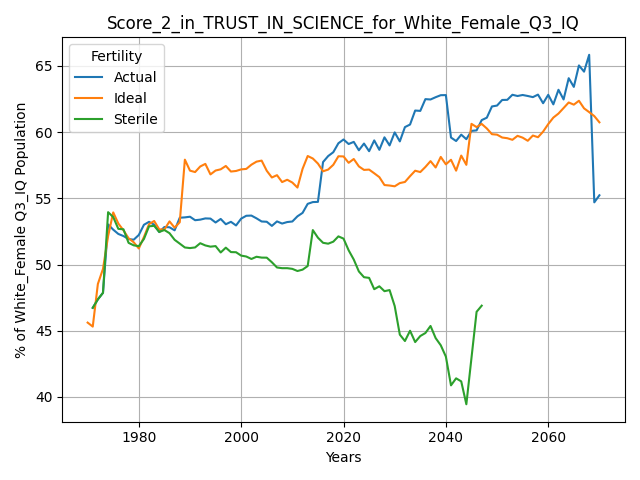 Score_2_in_TRUST_IN_SCIENCE_for_White_Female_Q3_IQ
Fertility
Actual
Ideal
Sterile
% of White_Female Q3_IQ Population
65
60
55
50
45
40
1980
2000
2020
2040
2060
Years